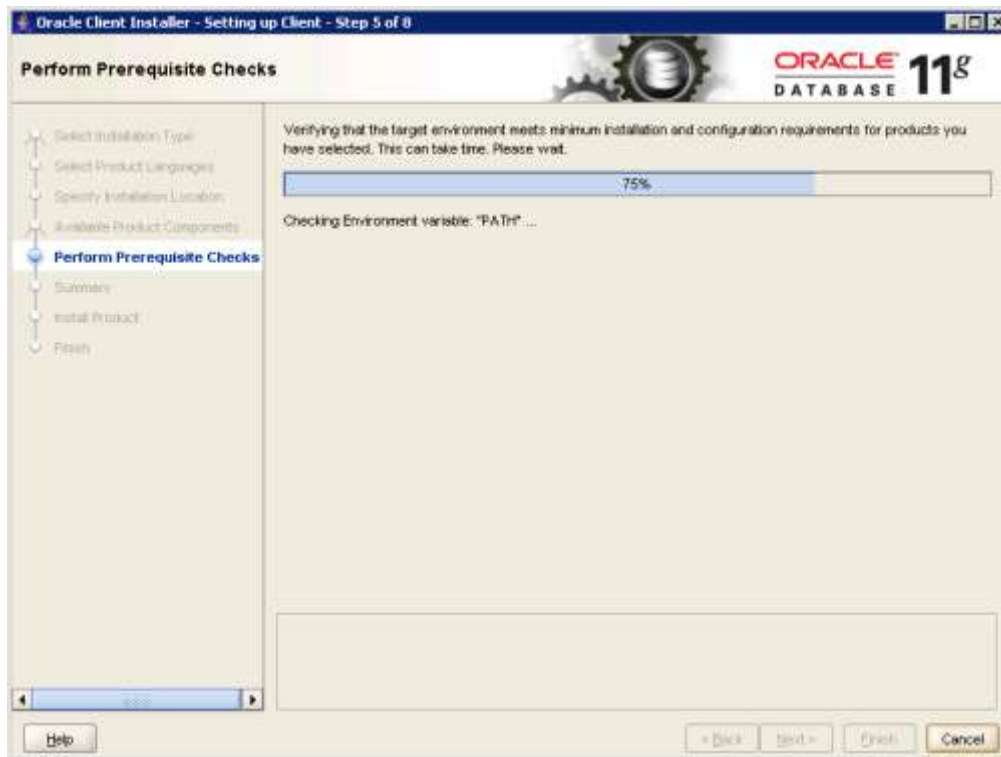 Oracle Client Installer - Setting up Client - Step 5 of 8
Perform Prerequisite Checks
ORACLE
DATABASE
11g
Select Installation Type
Select Product Languages
Specify Installation Location
Available Product Components
Perform Prerequisite Checks
Summary
Install Product
Finish
Verifying that the target environment meets minimum installation and configuration requirements for products you
have selected. This can take time. Please wait.
75%
Checking Environment variable: "PATH" ...
Help
< Back
Next >
Finish
Cancel